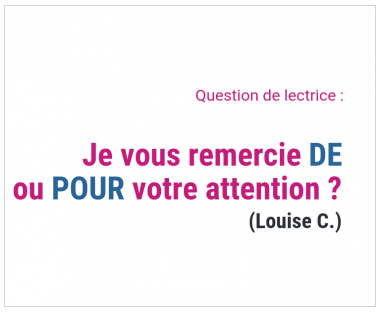 Question de lectrice :
Je vous remercie DE
ou POUR votre attention ?
(Louise C.)